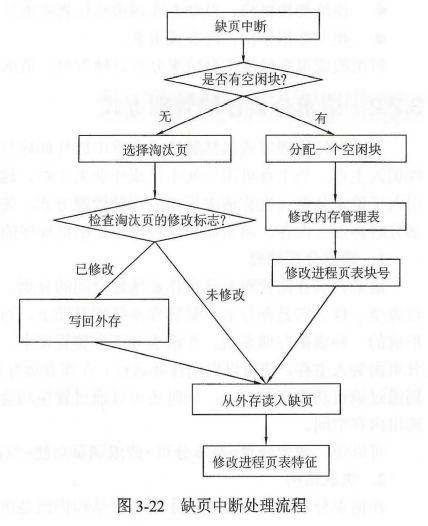 缺页中断
是否有空闲块?
无
有
选择淘汰页
分配一个空闲块
检查淘汰页的修改标志?
修改内存管理表
修改进程页表块号
已修改
未修改
写回外存
从外存读入缺页
修改进程页表特征
图 3-22 缺页中断处理流程